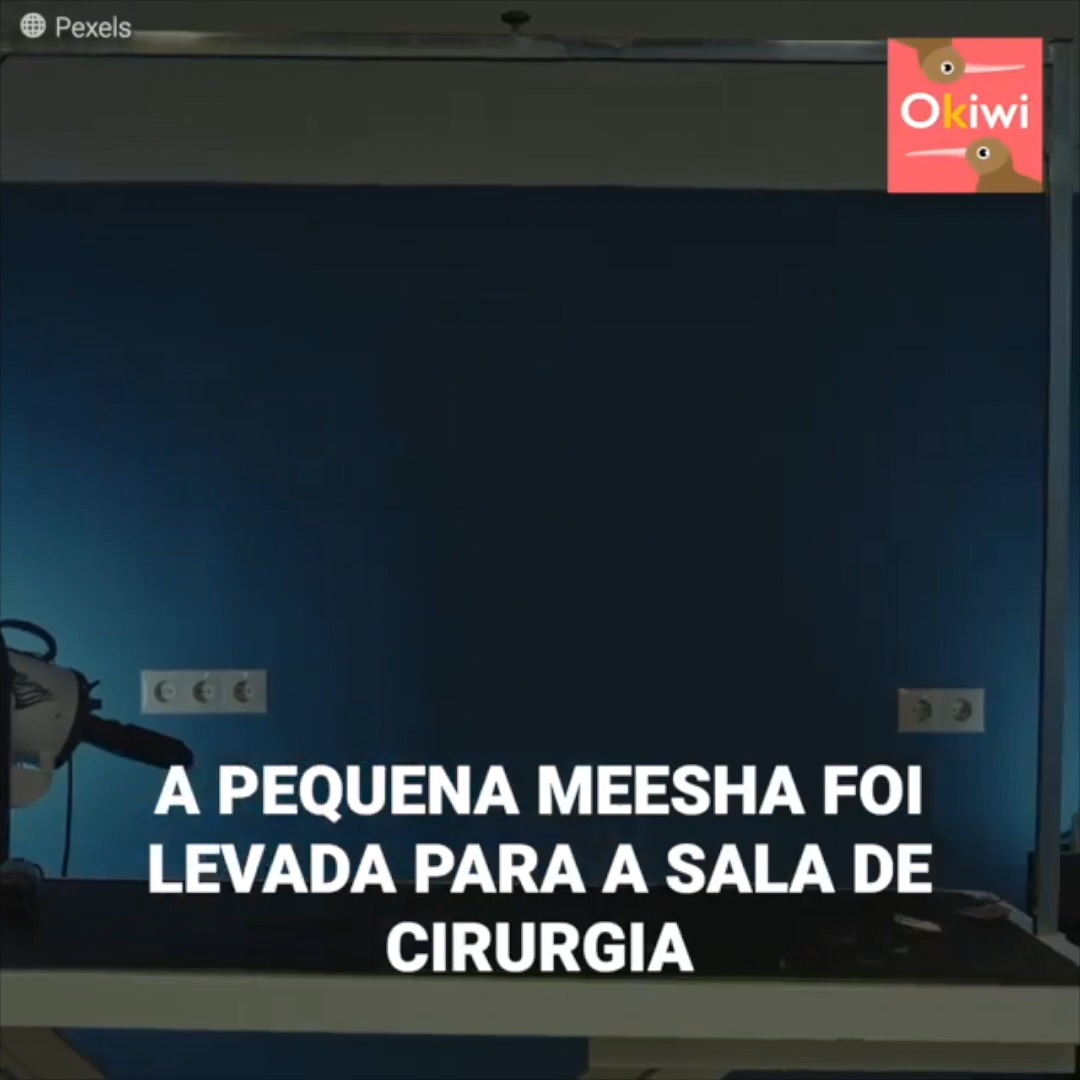 Pexels
Okiwi
A PEQUENA MEESHA FOI
LEVADA PARA A SALA DE
CIRURGIA